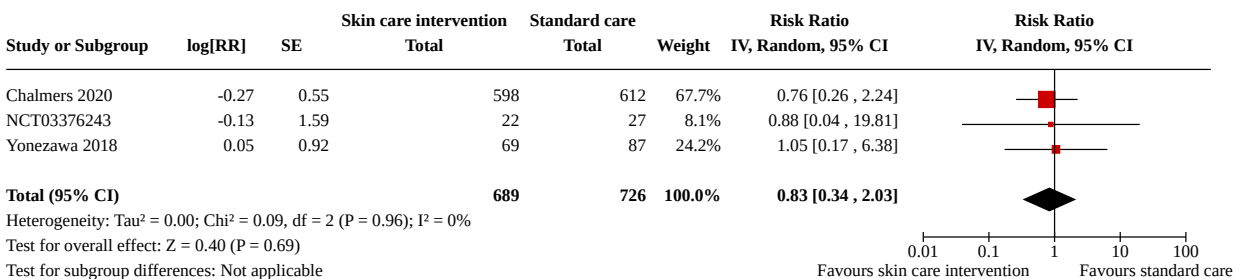 Skin care intervention Standard care Risk Ratio Risk Ratio
Study or Subgroup log[RR] SE Total Total Weight IV, Random, 95% CI IV, Random, 95% CI
Chalmers 2020 -0.27 0.55 598 612 67.7% 0.76 [0.26 , 2.24]
NCT03376243 -0.13 1.59 22 27 8.1% 0.88 [0.04 , 19.81]
Yonezawa 2018 0.05 0.92 69 87 24.2% 1.05 [0.17 , 6.38]
Total (95% CI) 689 726 100.0% 0.83 [0.34 , 2.03]
Heterogeneity: Tau² = 0.00; Chi² = 0.09, df = 2 (P = 0.96); I² = 0%
Test for overall effect: Z = 0.40 (P = 0.69)
0.01 0.1 1 10 100
Test for subgroup differences: Not applicable Favours skin care intervention Favours standard care